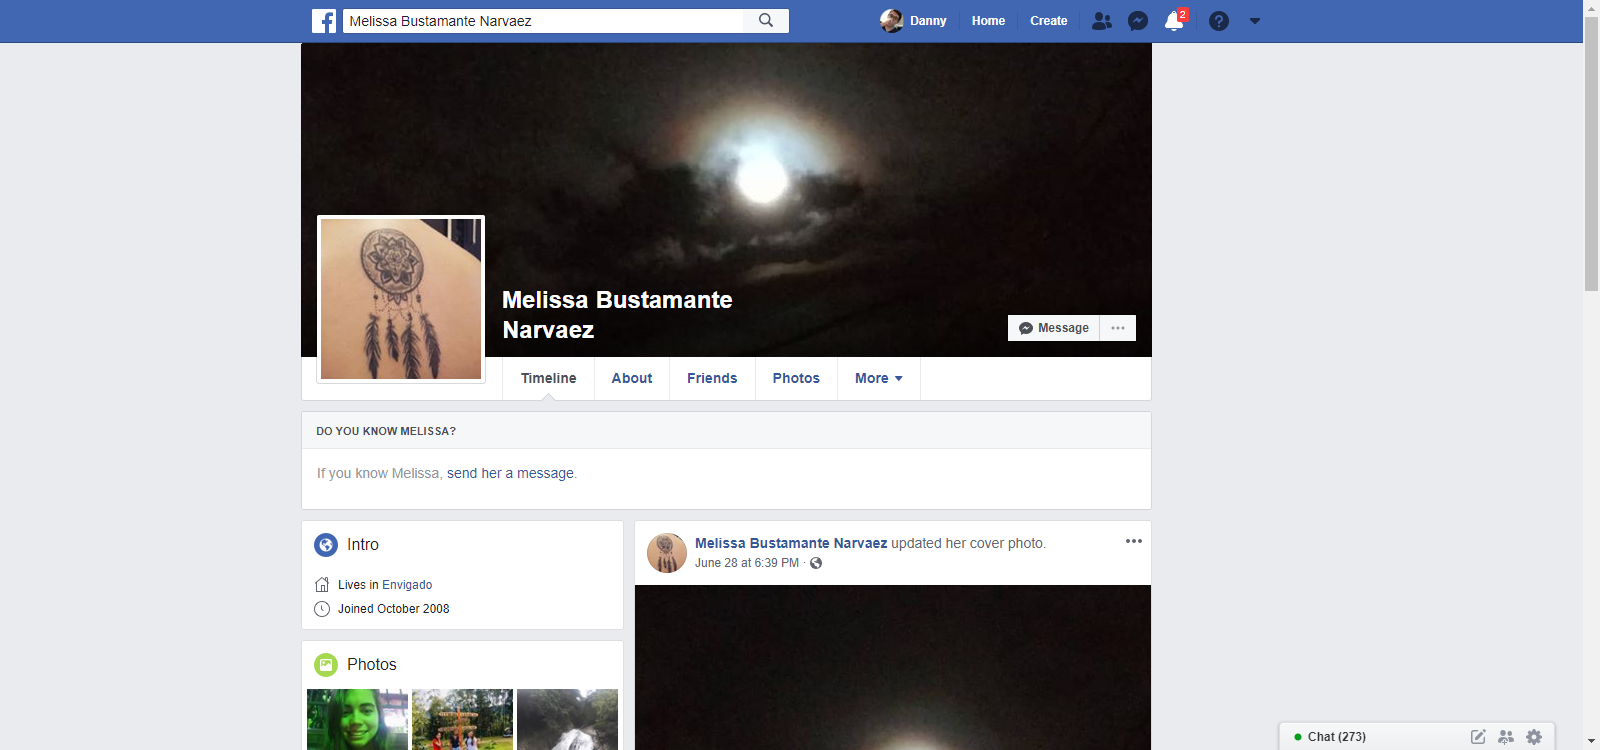 Melissa Bustamante Narvaez
Danny
Home
Create
2
Melissa Bustamante
Narvaez
Message
Timeline
About
Friends
Photos
More
DO YOU KNOW MELISSA?
If you know Melissa, send her a message.
Intro
Lives in Envigado
Joined October 2008
Photos
Melissa Bustamante Narvaez updated her cover photo.
June 28 at 6:39 PM ·
Chat (273)